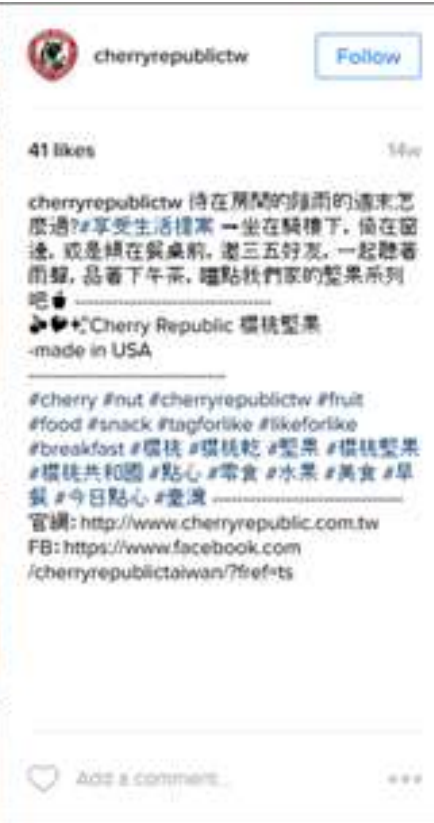 cherryrepublictw
Follow
41 likes
14w
cherryrepublictw 待在房間的陰雨的週末怎
麼過?#享受生活提案 ➡坐在騎樓下, 倚在窗
邊, 或是傾在餐桌前, 邀三五好友, 一起聽著
雨聲, 品著下午茶, 嗑點我們家的堅果系列
吧 ------------------------------
Cherry Republic 櫻桃堅果
-made in USA
------------------------------
#cherry #nut #cherryrepublictw #fruit
#food #snack #tagforlike #likeforlike
#breakfast #櫻桃 #櫻桃乾 #堅果 #櫻桃堅果
#櫻桃共和國 #點心 #零食 #水果 #美食 #早
餐 #今日點心 #臺灣 ------------------------------
官網: http://www.cherryrepublic.com.tw
FB: https://www.facebook.com
/cherryrepublictaiwan/?fref=ts
Add a comment...